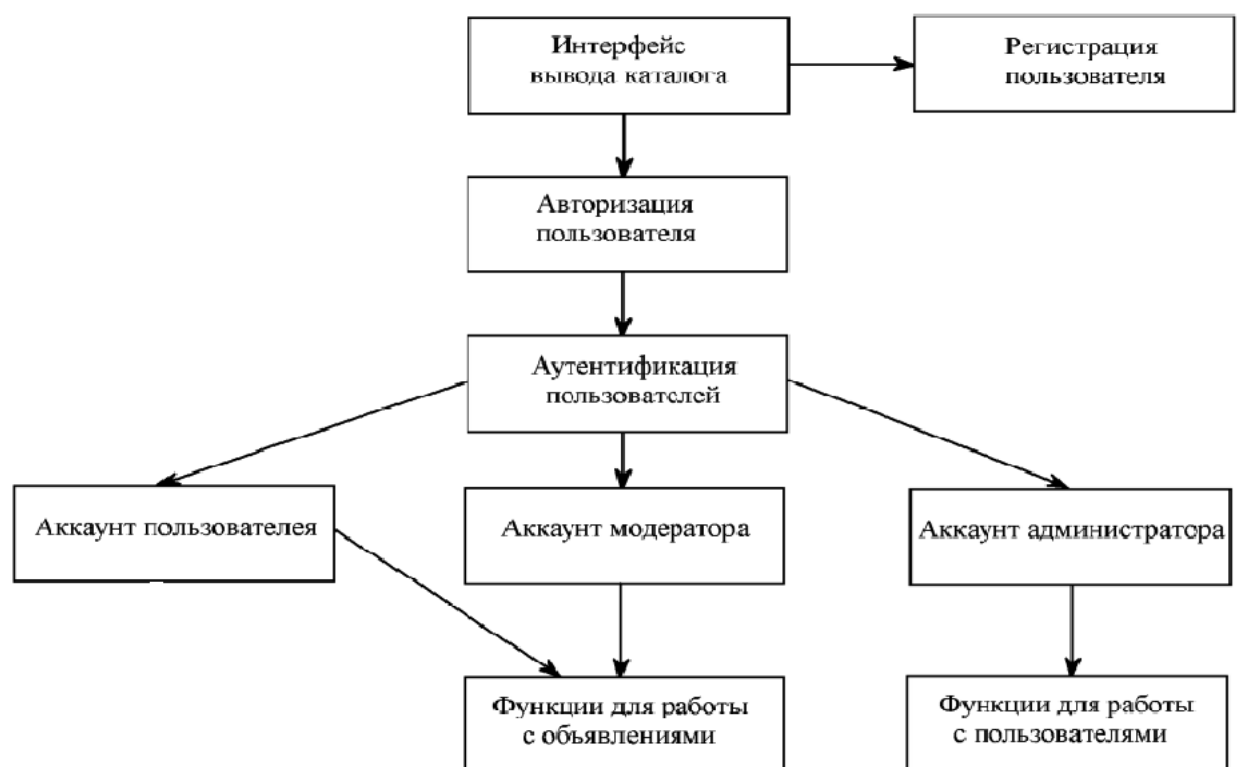 Интерфейс
вывода каталога
Регистрация
пользователя
Авторизация
пользователя
Аутентификация
пользователей
Аккаунт пользователея
Аккаунт модератора
Аккаунт администратора
Функции для работы
с объявлениями
Функции для работы
с пользователями